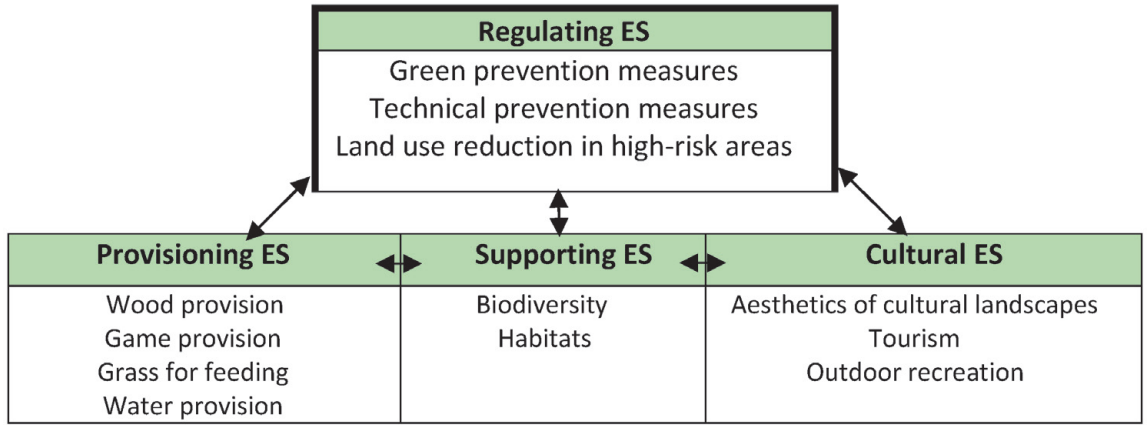 Regulating ES
Green prevention measures
Technical prevention measures
Land use reduction in high-risk areas
Provisioning ES
Wood provision
Game provision
Grass for feeding
Water provision
Supporting ES
Biodiversity
Habitats
Cultural ES
Aesthetics of cultural landscapes
Tourism
Outdoor recreation